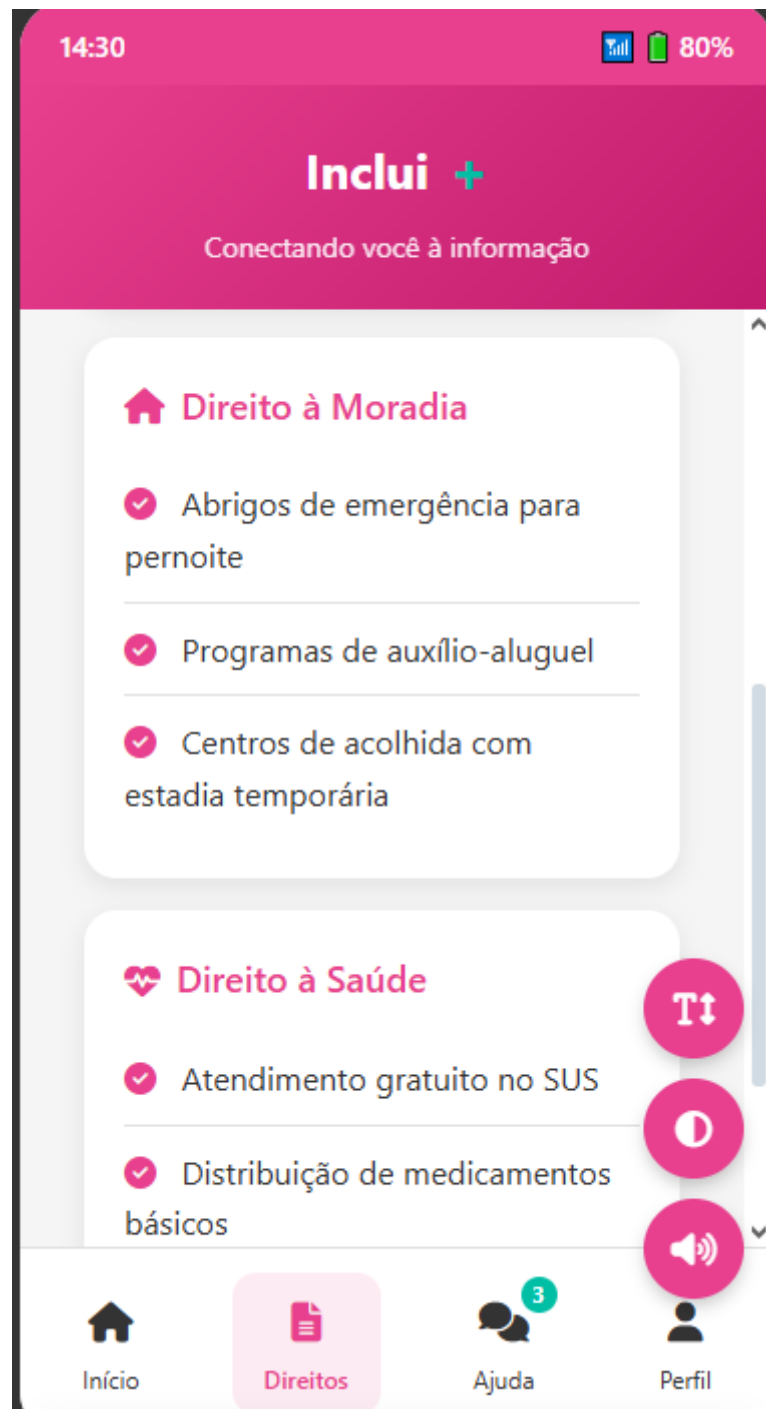 14:30 80%
Inclui +
Conectando você à informação
Direito à Moradia
Abrigos de emergência para
pernoite
Programas de auxílio-aluguel
Centros de acolhida com
estadia temporária
Direito à Saúde
Atendimento gratuito no SUS
Distribuição de medicamentos
básicos
T
3
Início Direitos Ajuda Perfil